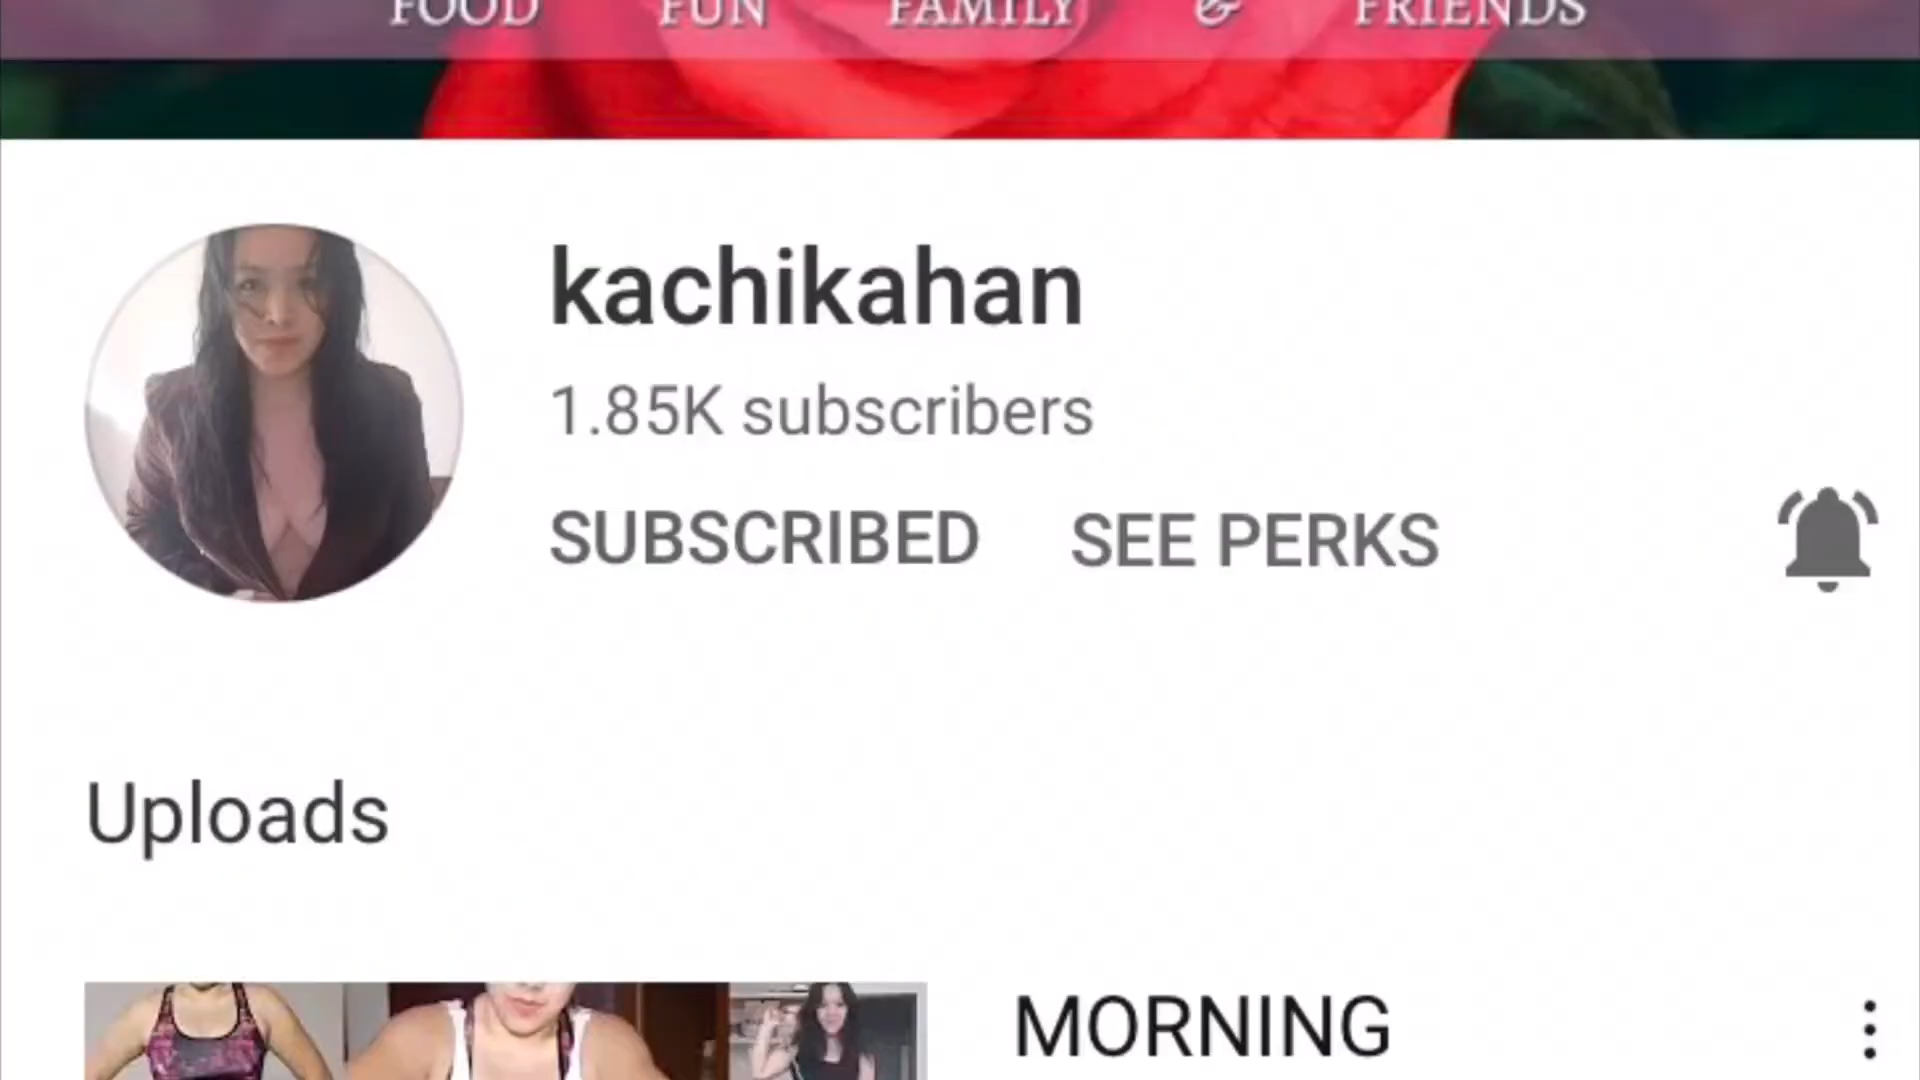 FOOD FUN FAMILY & FRIENDS
kachikahan
1.85K subscribers
SUBSCRIBED SEE PERKS
Uploads
MORNING